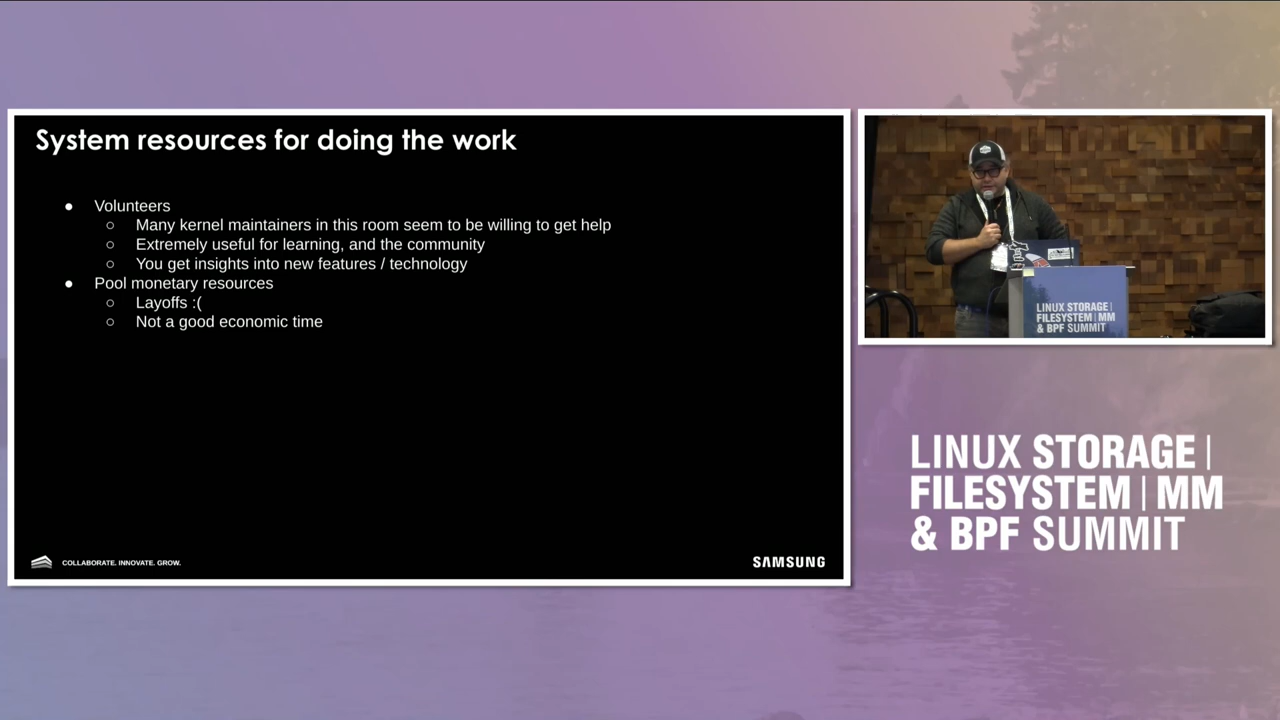 System resources for doing the work
● Volunteers
○ Many kernel maintainers in this room seem to be willing to get help
○ Extremely useful for learning, and the community
○ You get insights into new features / technology
● Pool monetary resources
○ Layoffs :(
○ Not a good economic time
COLLABORATE. INNOVATE. GROW.
SAMSUNG
LINUX STORAGE |
FILESYSTEM | MM
& BPF SUMMIT
LINUX STORAGE |
FILESYSTEM | MM
& BPF SUMMIT